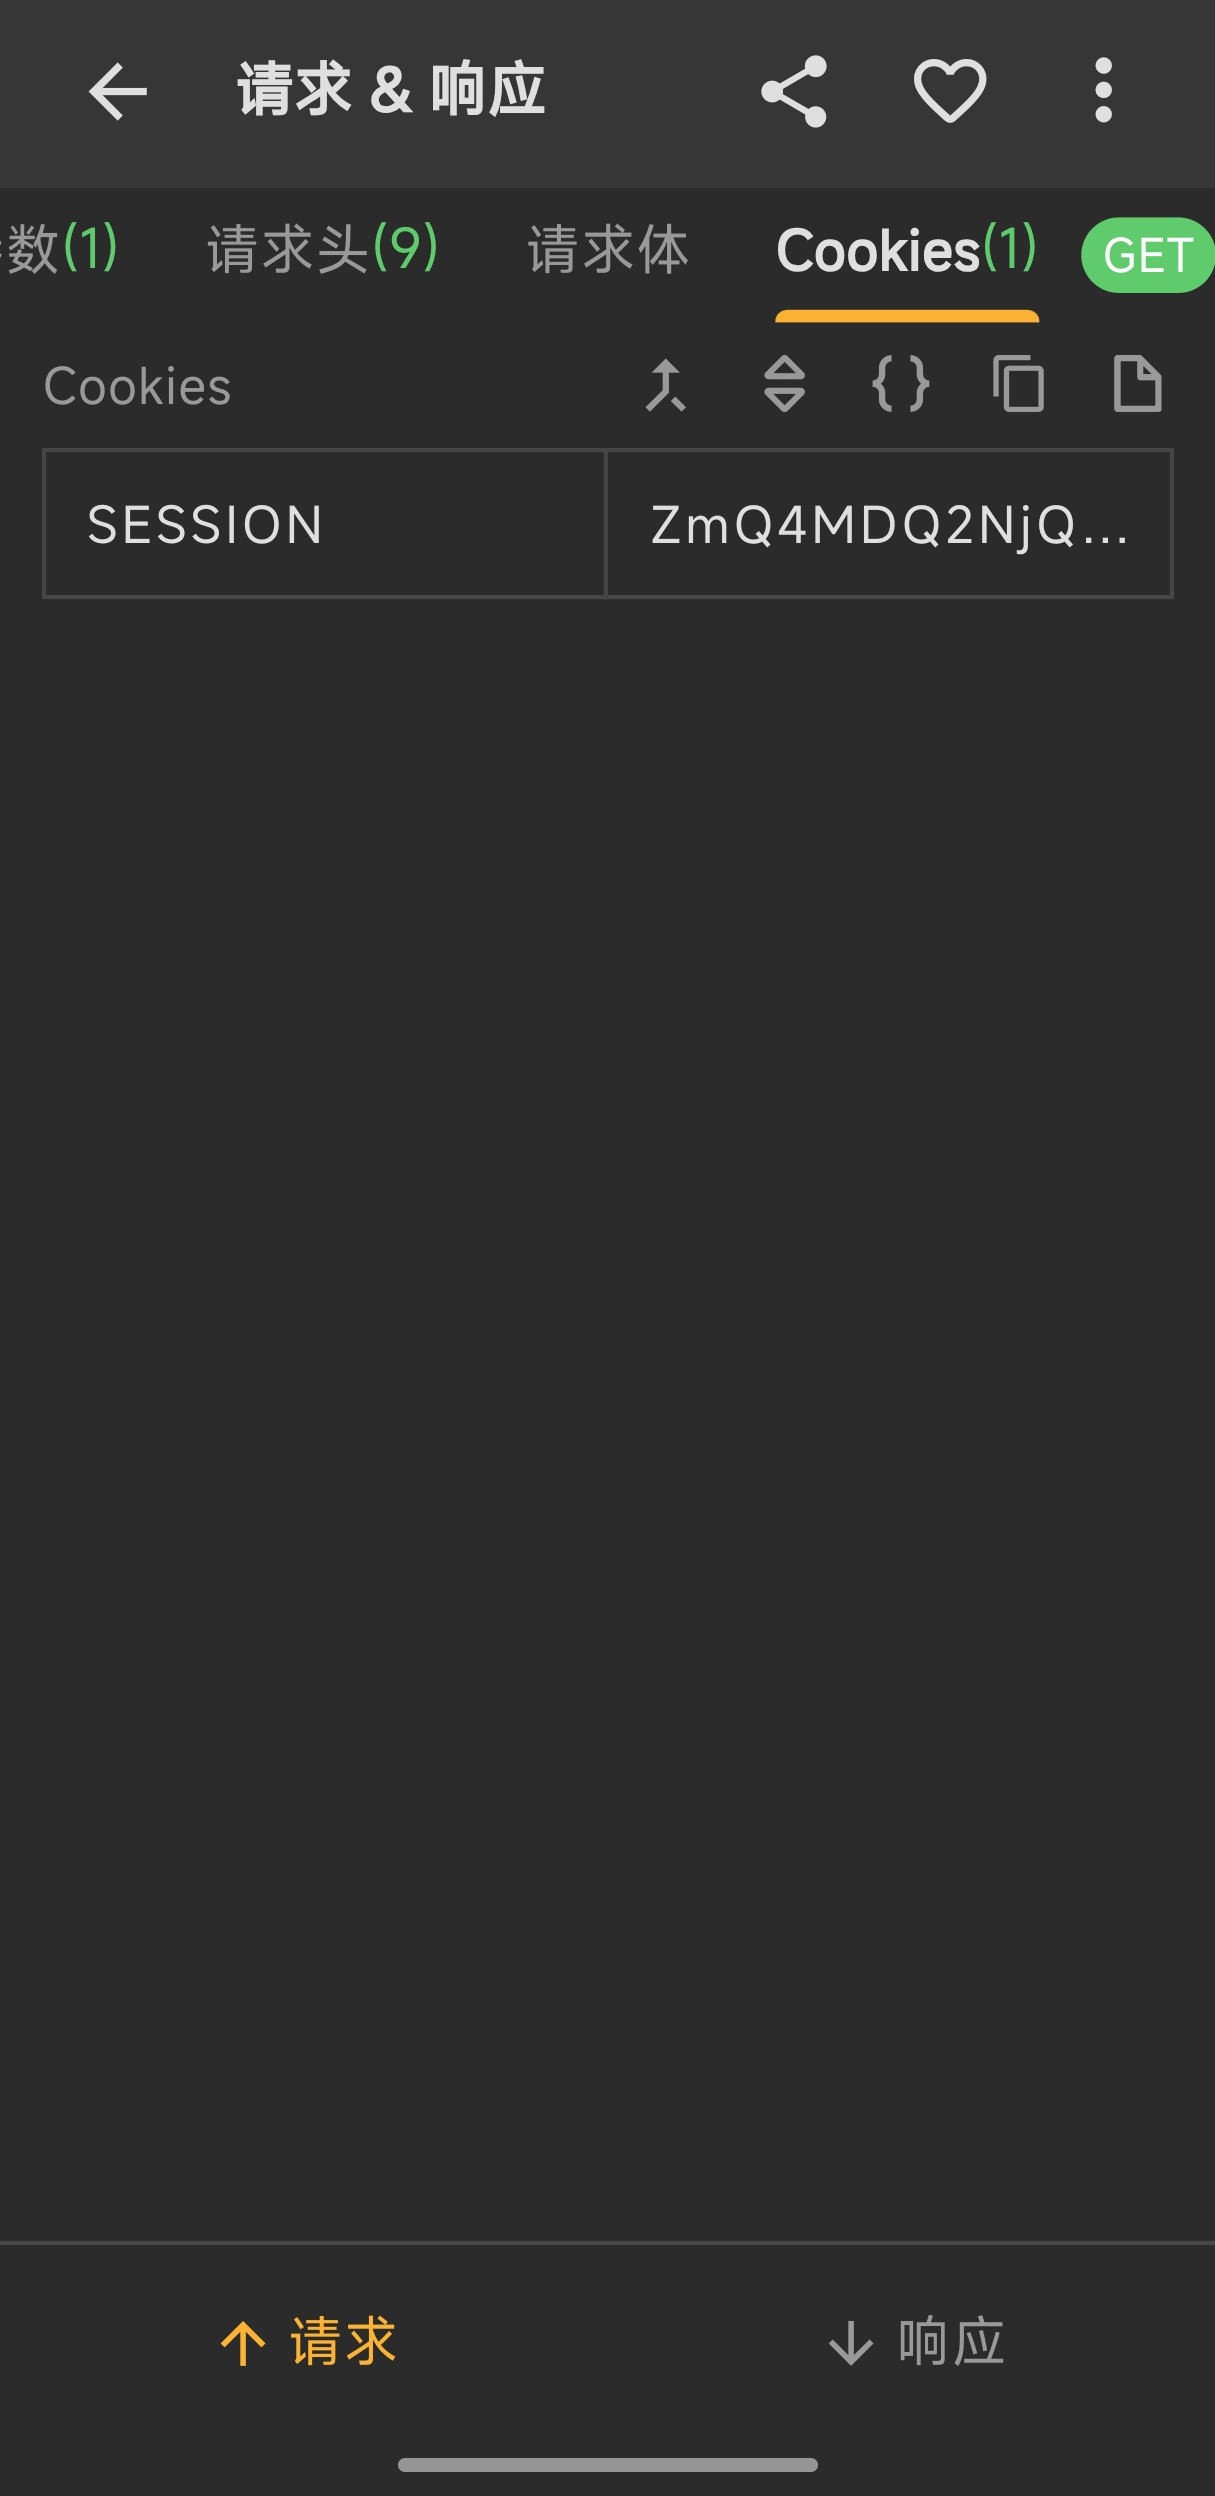 请求 & 响应
数(1) 请求头(9) 请求体 Cookies(1) GET
Cookies
SESSION ZmQ4MDQ2NjQ...
请求 响应